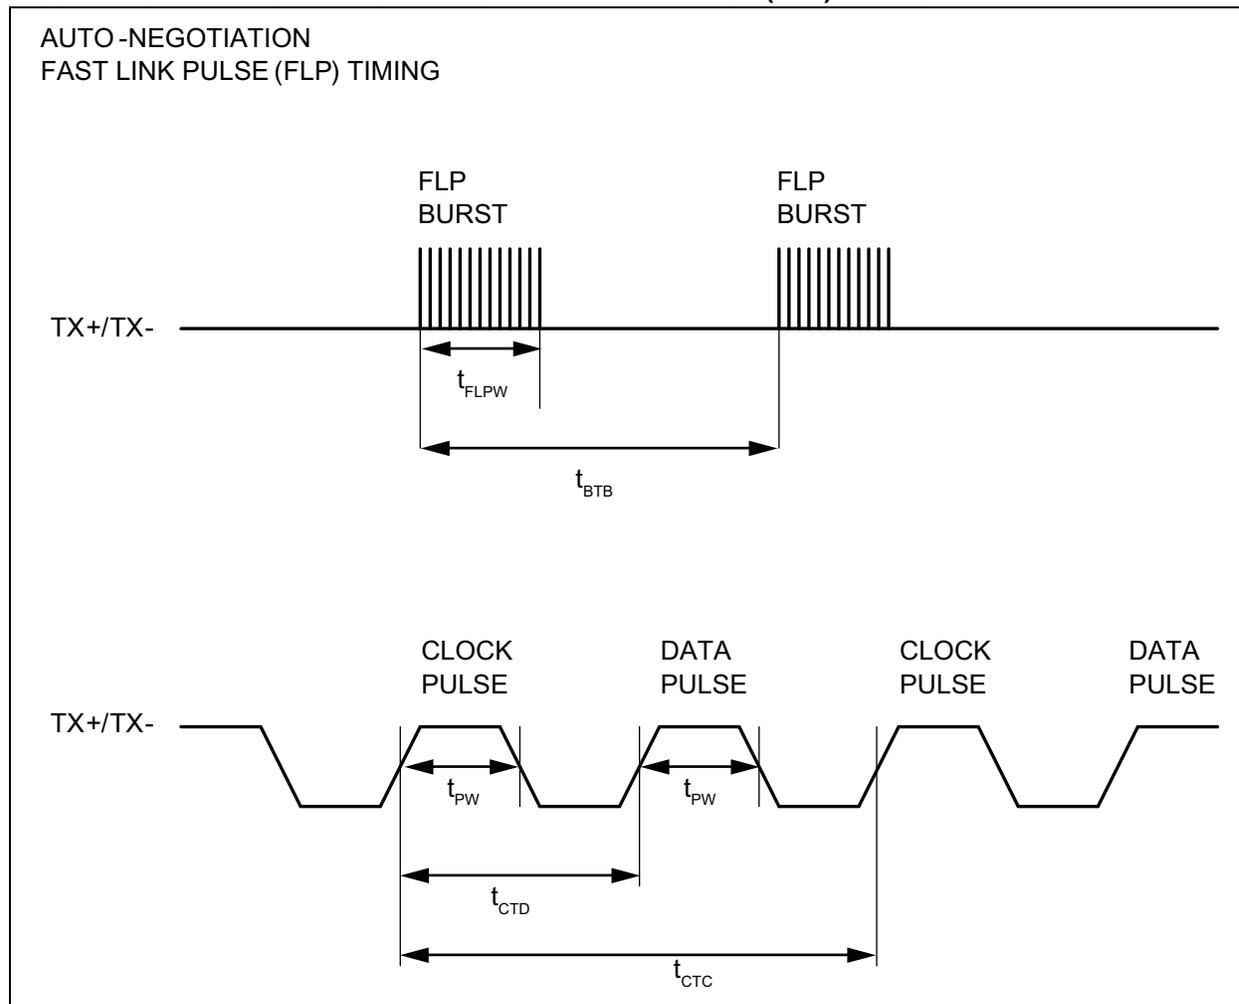 AUTO-NEGOTIATION
FAST LINK PULSE (FLP) TIMING
FLP
BURST
FLP
BURST
TX+/TX-
tFLPW
tBTB
CLOCK
PULSE
DATA
PULSE
CLOCK
PULSE
DATA
PULSE
TX+/TX-
tPW
tPW
tCTD
tCTC